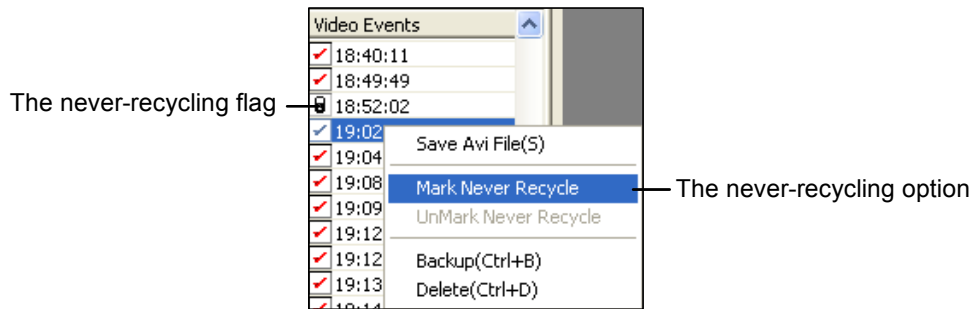 Video Events
18:40:11
18:49:49
The never-recycling flag
18:52:02
19:02
Save Avi File(S)
19:04
19:08
Mark Never Recycle
The never-recycling option
19:09
UnMark Never Recycle
19:12
19:12
Backup(Ctrl+B)
19:13
Delete(Ctrl+D)
19:14